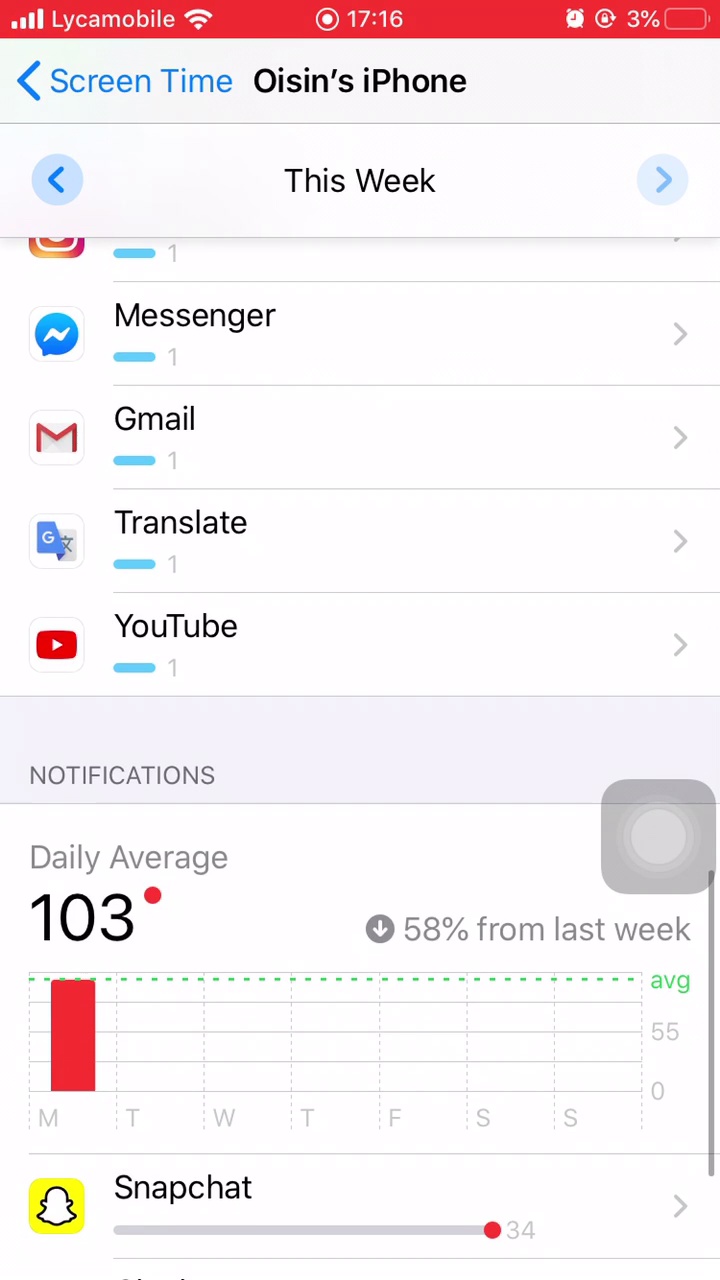 Lycamobile 17:16 3%
Screen Time Oisin's iPhone
This Week
1
Messenger
1
Gmail
1
Translate
1
YouTube
1
NOTIFICATIONS
Daily Average
103
58% from last week
avg
55
0
M T W T F S S
Snapchat
34